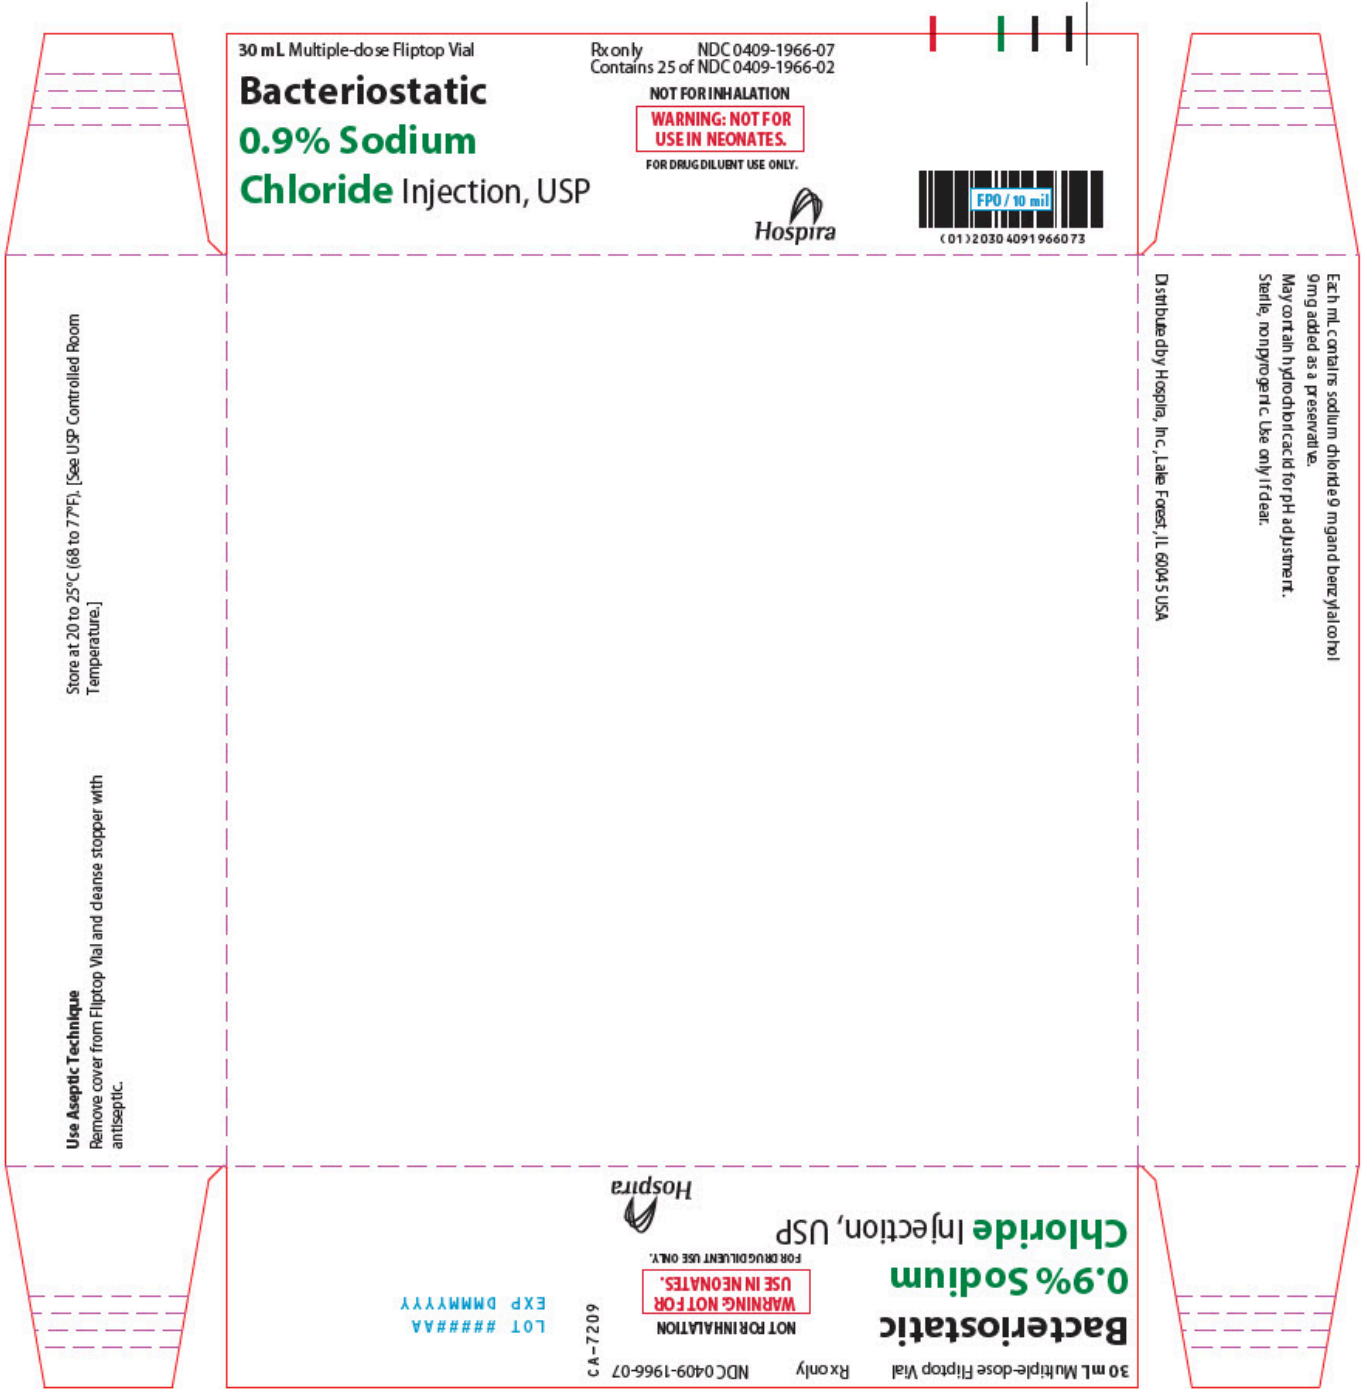 30 mL Multiple-dose Fliptop Vial
Bacteriostatic
0.9% Sodium
Chloride Injection, USP
Rx only NDC 0409-1966-07
Contains 25 of NDC 0409-1966-02
NOT FOR INHALATION
WARNING: NOT FOR
USE IN NEONATES.
FOR DRUG DILUENT USE ONLY.
Hospira
FPO / 10 mil
(01)20304091966073
Each mL contains sodium chloride 9 mg and benzyl alcohol
9 mg added as a preservative.
May contain hydrochloric acid for pH adjustment.
Sterile, nonpyrogenic. Use only if clear.
Distributed by Hospira, Inc., Lake Forest, IL 60045 USA
Store at 20 to 25°C (68 to 77°F). [See USP Controlled Room
Temperature.]
Use Aseptic Technique
Remove cover from Fliptop Vial and cleanse stopper with
antiseptic.
30 mL Multiple-dose Fliptop Vial
Rx only NDC 0409-1966-07
Bacteriostatic
0.9% Sodium
Chloride Injection, USP
NOT FOR INHALATION
WARNING: NOT FOR
USE IN NEONATES.
FOR DRUG DILUENT USE ONLY.
Hospira
CA-7209
LOT ######AA
EXP DMMMYYYY